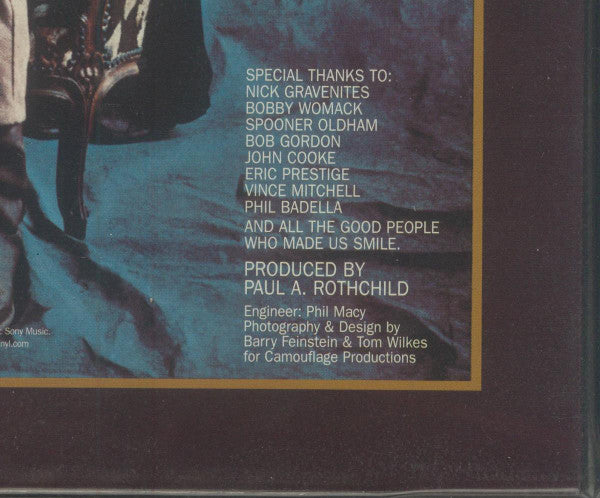 SPECIAL THANKS TO:
NICK GRAVENITES
BOBBY WOMACK
SPOONER OLDHAM
BOB GORDON
JOHN COOKE
ERIC PRESTIGE
VINCE MITCHELL
PHIL BADELLA
AND ALL THE GOOD PEOPLE
WHO MADE US SMILE.
PRODUCED BY
PAUL A. ROTHCHILD
Engineer: Phil Macy
Photography & Design by
Barry Feinstein & Tom Wilkes
for Camouflage Productions
Sony Music.
nyl.com